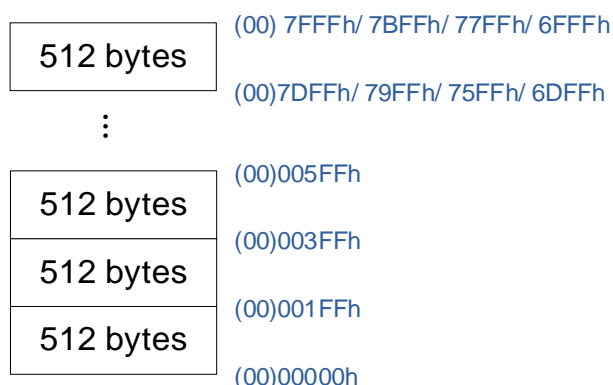 (00) 7FFFh/ 7BFFh/ 77FFh/ 6FFFh
512 bytes
(00)7DFFh/ 79FFh/ 75FFh/ 6DFFh
⋮
(00)005FFh
512 bytes
(00)003FFh
512 bytes
(00)001FFh
512 bytes
(00)00000h